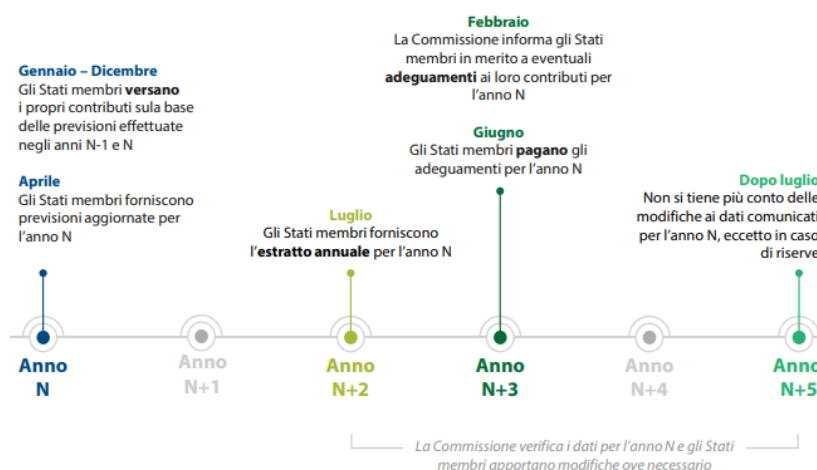 Gennaio – Dicembre
Gli Stati membri versano
i propri contributi sula base
delle previsioni effettuate
negli anni N-1 e N
Aprile
Gli Stati membri forniscono
previsioni aggiornate per
l'anno N
Luglio
Gli Stati membri forniscono
l'estratto annuale per l'anno N
Febbraio
La Commissione informa gli Stati
membri in merito a eventuali
adeguamenti ai loro contributi per
l'anno N
Giugno
Gli Stati membri pagano gli
adeguamenti per l'anno N
Dopo luglio
Non si tiene più conto delle
modifiche ai dati comunicati
per l'anno N, eccetto in caso
di riserve
Anno
N
Anno
N+1
Anno
N+2
Anno
N+3
Anno
N+4
Anno
N+5
La Commissione verifica i dati per l'anno N e gli Stati
membri apportano modifiche ove necessario